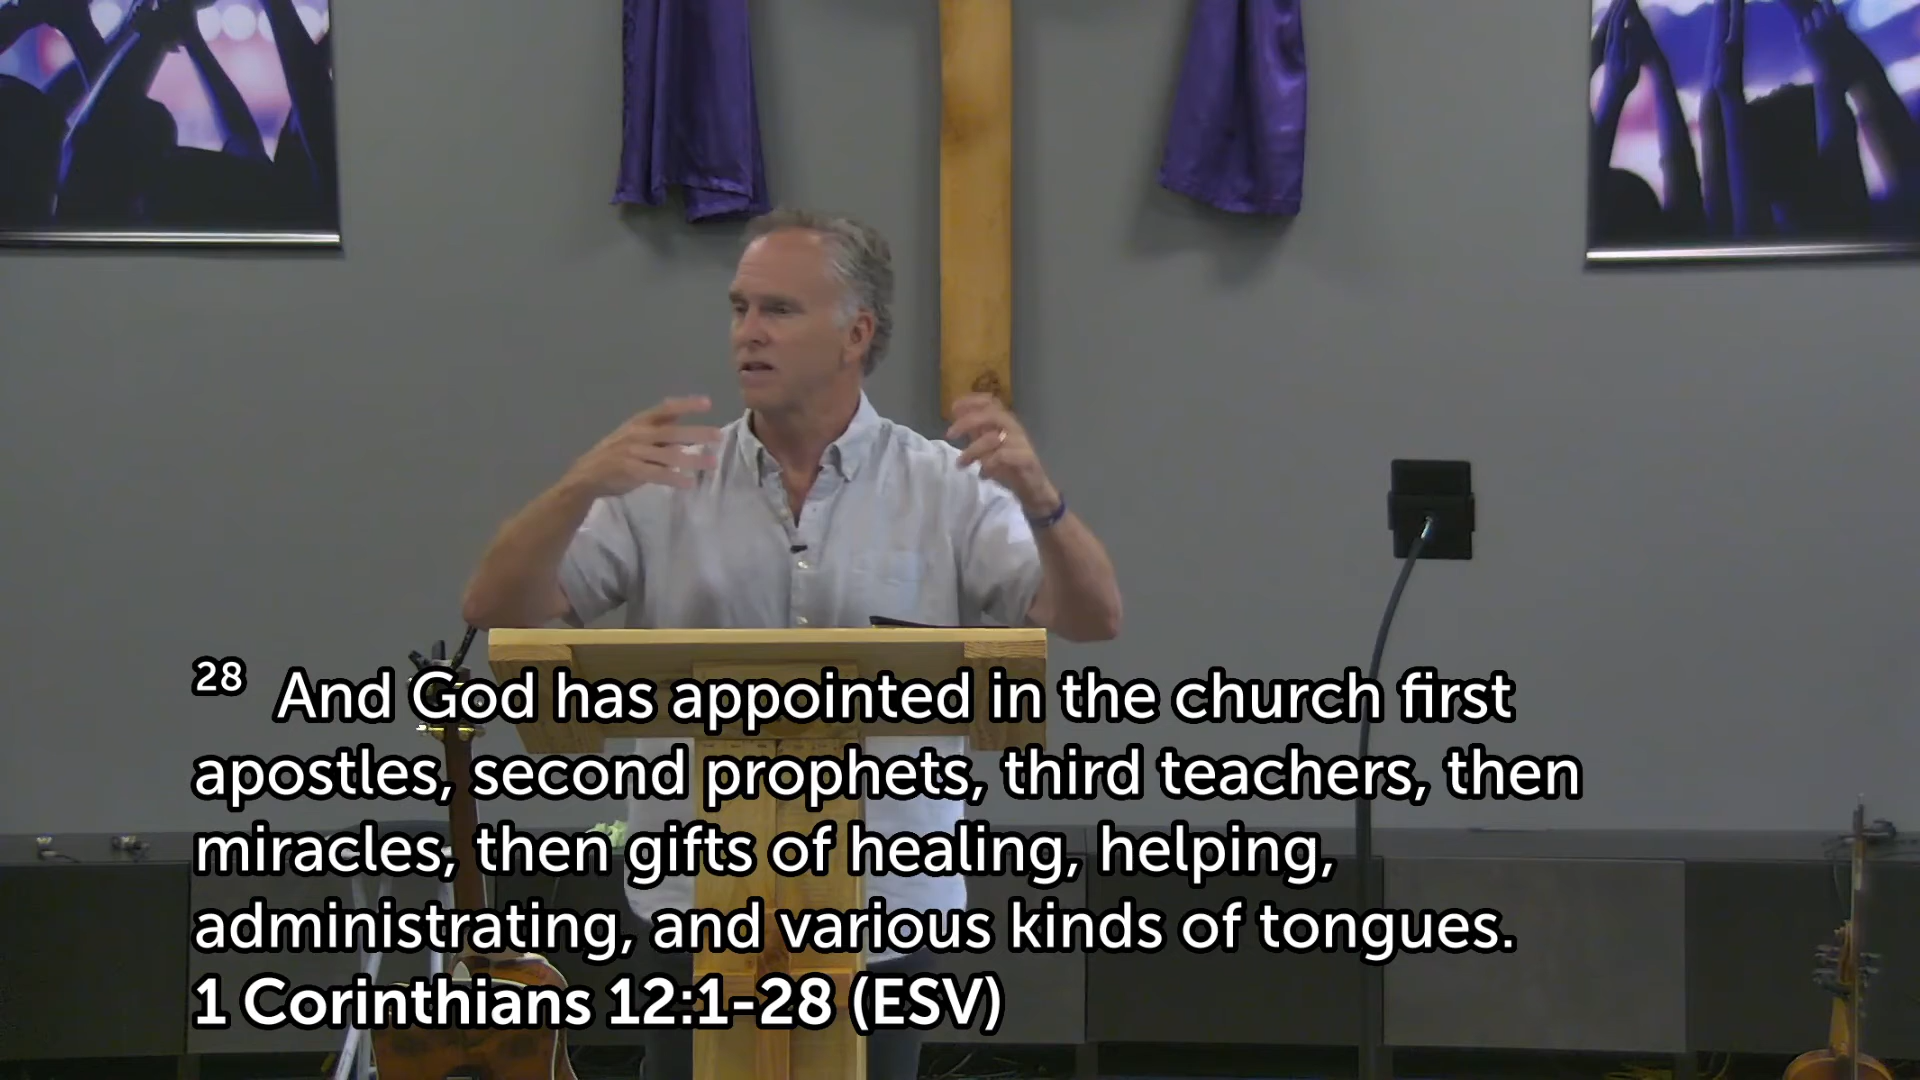 28 And God has appointed in the church first
apostles, second prophets, third teachers, then
miracles, then gifts of healing, helping,
administrating, and various kinds of tongues.
1 Corinthians 12:1-28 (ESV)